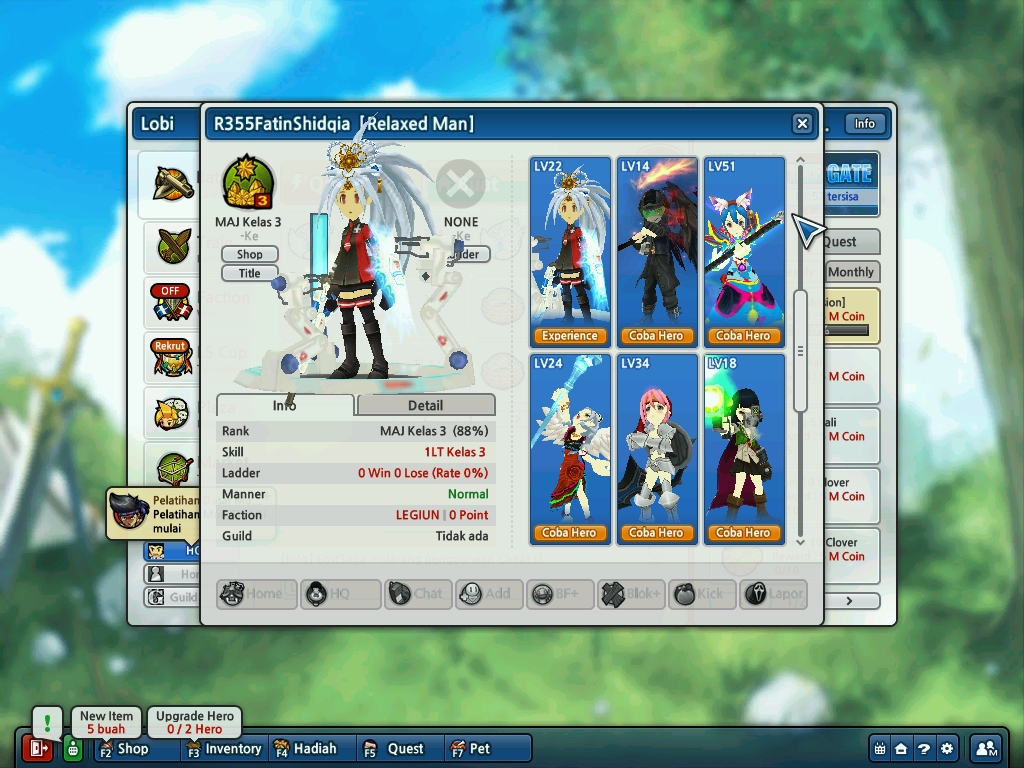 Lobi
R355FatinShidqia [Relaxed Man]
Info
MAJ Kelas 3
-Ke
Shop
Title
NONE
-Ke
LV22
Experience
LV14
Coba Hero
LV51
Coba Hero
LV24
Coba Hero
LV34
Coba Hero
LV18
Coba Hero
Info
Detail
Rank MAJ Kelas 3 (88%)
Skill 1LT Kelas 3
Ladder 0 Win 0 Lose (Rate 0%)
Manner Normal
Faction LEGIUN | 0 Point
Guild Tidak ada
Home
HQ
Chat
Add
BF+
Blok+
Kick
Lapor
OFF
Rekrut
Pelatihan
Pelatihan
mulai
Guild
GATE
tersisa
Quest
Monthly
M Coin
M Coin
M Coin
M Coin
Clover
M Coin
!
New Item
5 buah
Upgrade Hero
0 / 2 Hero
F2 Shop
F3 Inventory
F4 Hadiah
F5 Quest
F7 Pet